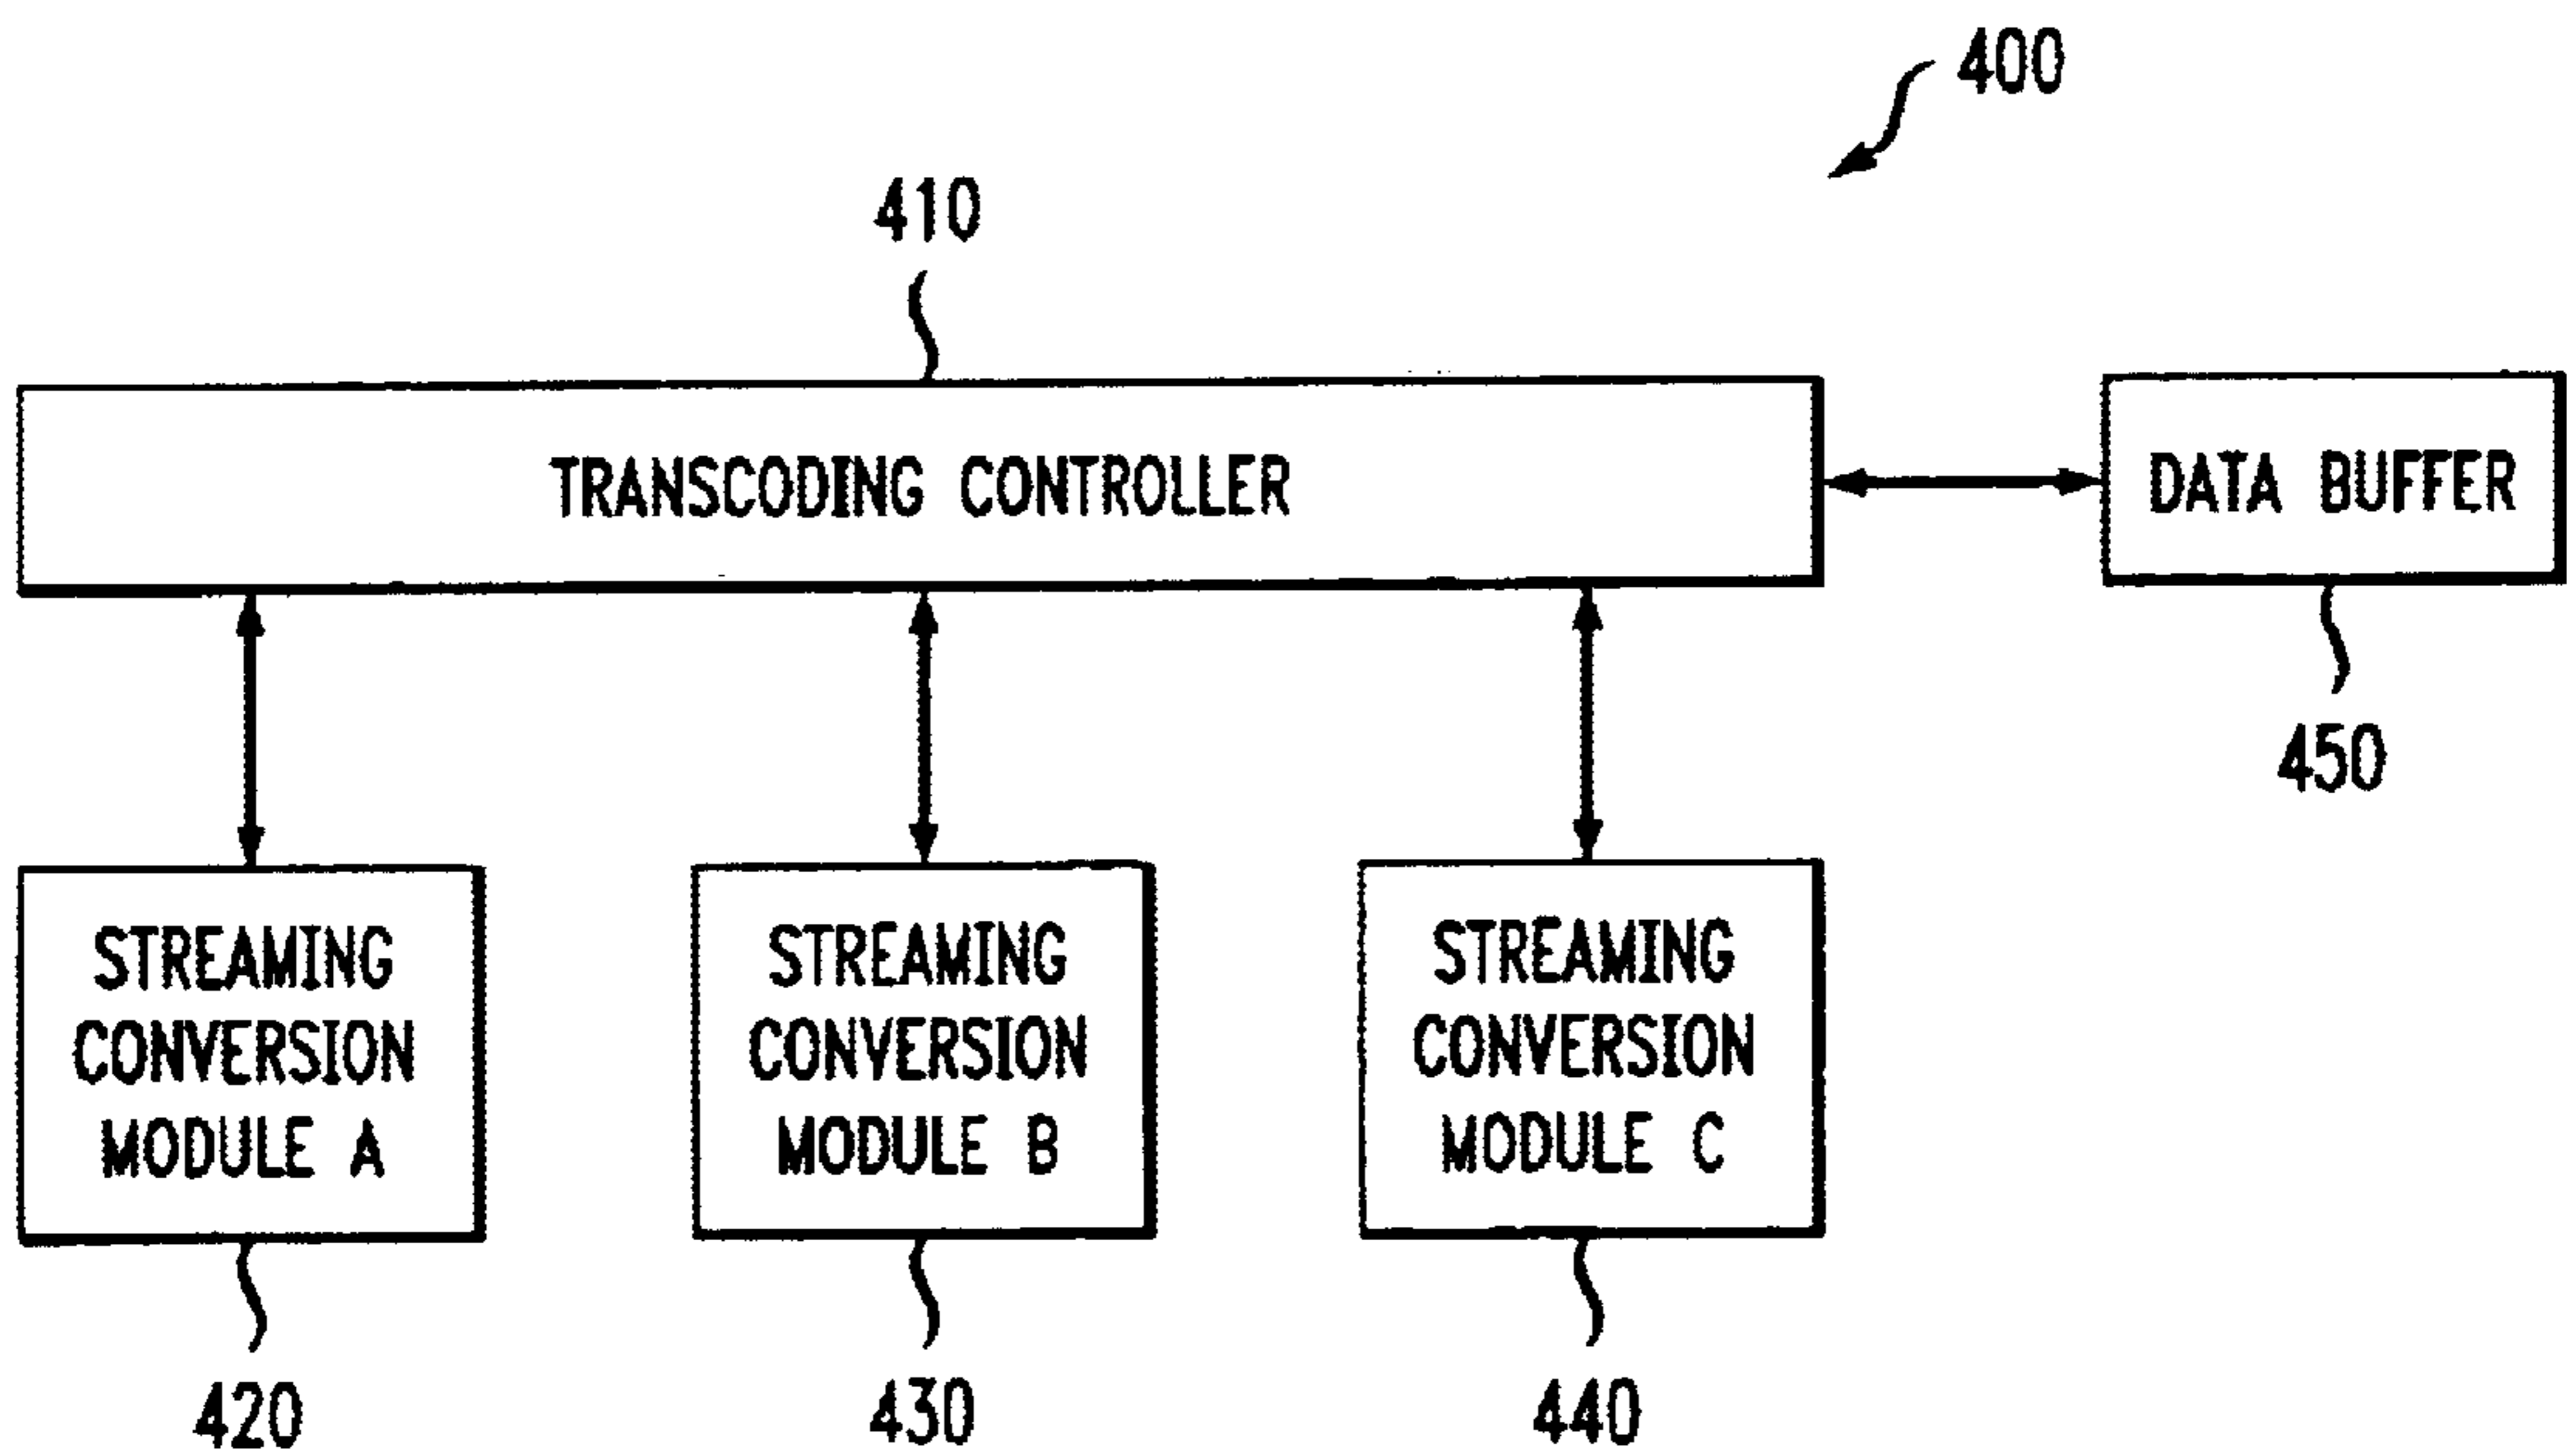 400
410
TRANSCODING CONTROLLER
DATA BUFFER
450
STREAMING
CONVERSION
MODULE A
STREAMING
CONVERSION
MODULE B
STREAMING
CONVERSION
MODULE C
420
430
440